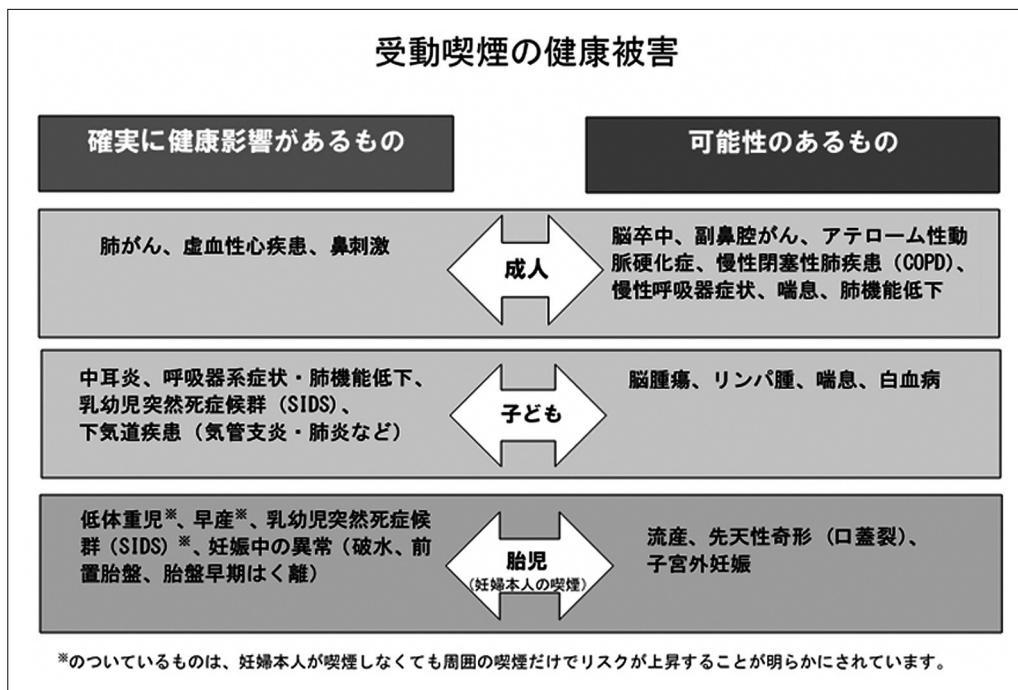 受動喫煙の健康被害
確実に健康影響があるもの
可能性のあるもの
肺がん、虚血性心疾患、鼻刺激
成人
脳卒中、副鼻腔がん、アテローム性動
脈硬化症、慢性閉塞性肺疾患（COPD）、
慢性呼吸器症状、喘息、肺機能低下
中耳炎、呼吸器系症状・肺機能低下、
乳幼児突然死症候群（SIDS）、
下気道疾患（気管支炎・肺炎など）
子ども
脳腫瘍、リンパ腫、喘息、白血病
低体重児※、早産※、乳幼児突然死症候
群（SIDS）※、妊娠中の異常（破水、前
置胎盤、胎盤早期はく離）
胎児
（妊婦本人の喫煙）
流産、先天性奇形（口蓋裂）、
子宮外妊娠
※のついているものは、妊婦本人が喫煙しなくても周囲の喫煙だけでリスクが上昇することが明らかにされています。